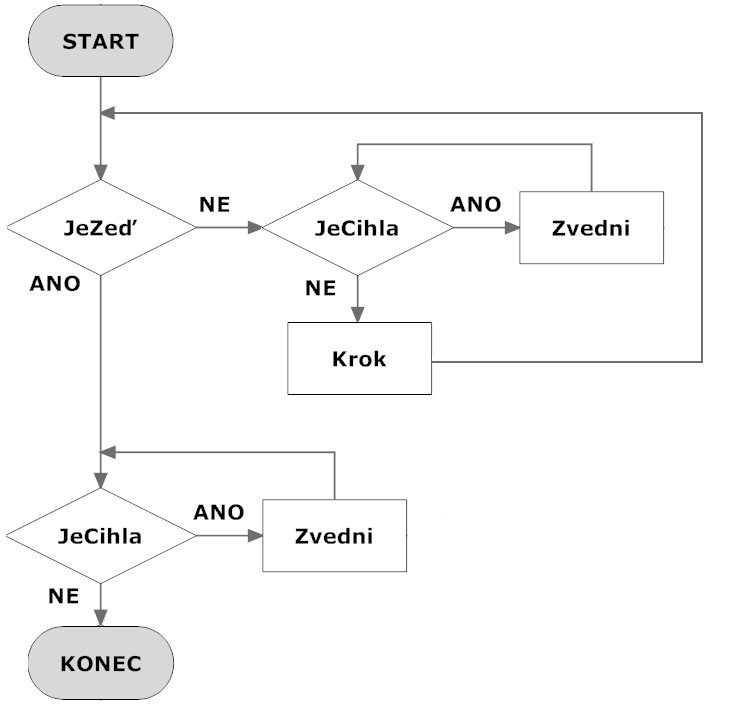 START
JeZeď
NE
JeCihla
ANO
Zvedni
ANO
NE
Krok
JeCihla
ANO
Zvedni
NE
KONEC